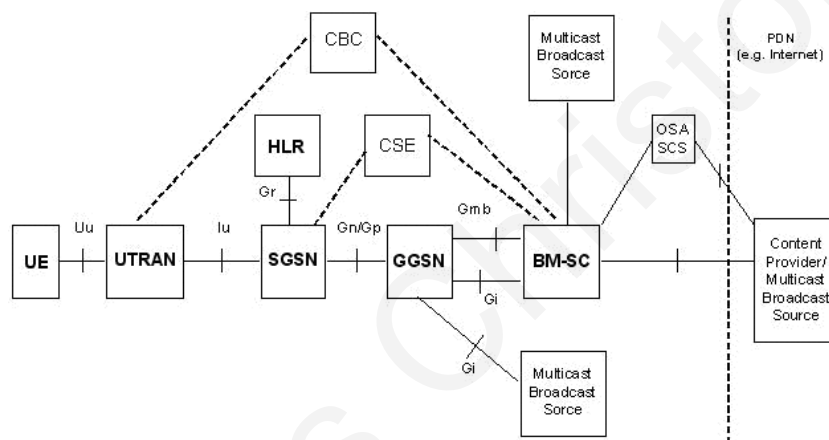 CBC
Multicast
Broadcast
Sorce
PDN
(e.g. Internet)
HLR
CSE
OSA
SCS
Gr
Gmb
Uu
Iu
Gn/Gp
UE
UTRAN
SGSN
GGSN
BM-SC
Content
Provider/
Multicast
Broadcast
Source
Gi
Gi
Multicast
Broadcast
Sorce